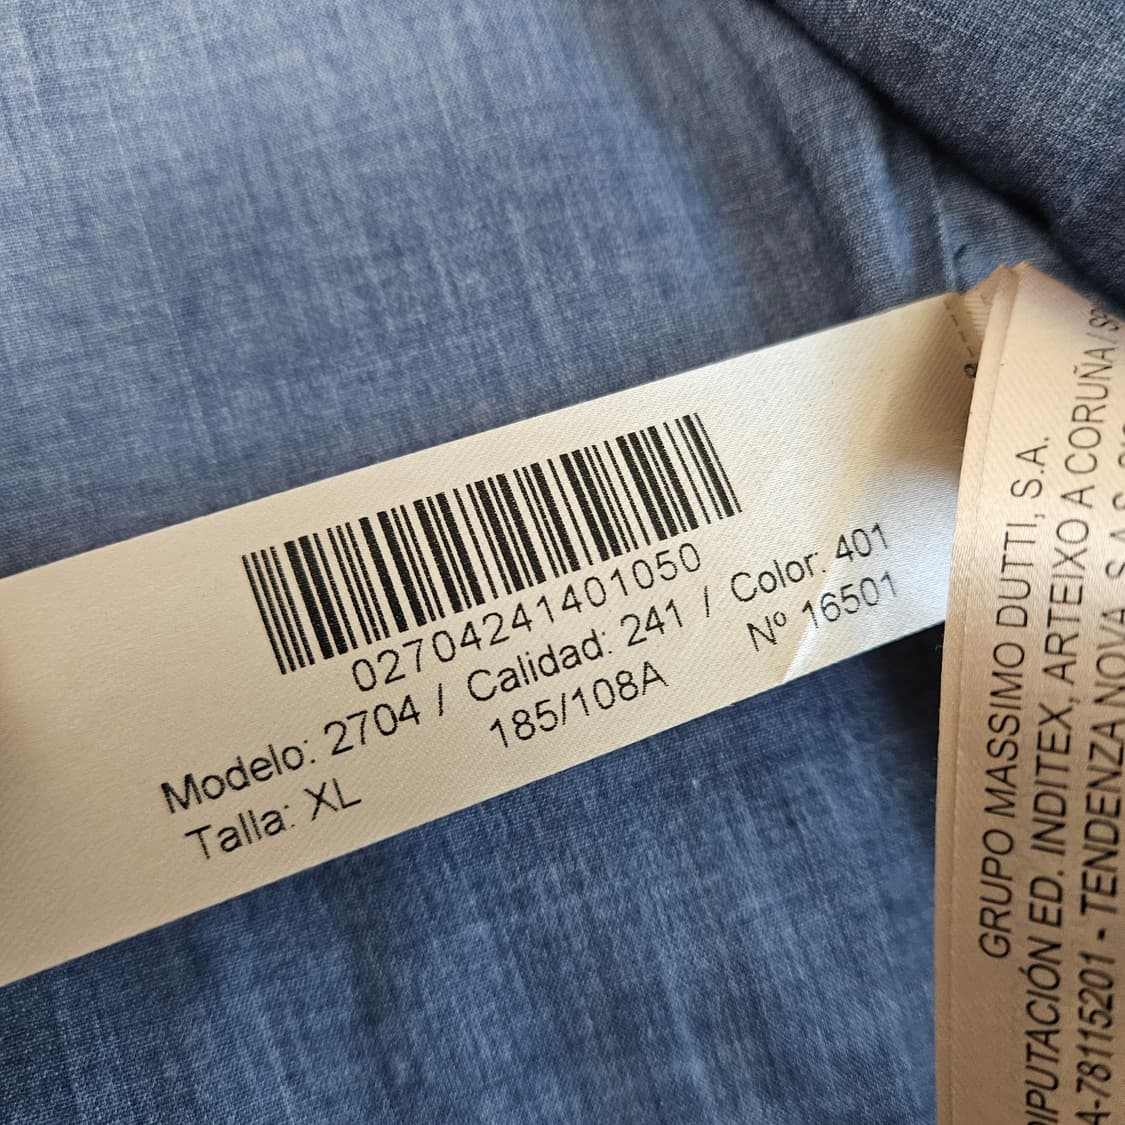 02704241401050
Modelo: 2704 / Calidad: 241 / Color: 401
Talla: XL 185/108A Nº 16501
GRUPO MASSIMO DUTTI, S.A.
DIPUTACIÓN ED. INDITEX, ARTEIXO A CORUÑA /
A-78115201 - TENDENZA NOVA